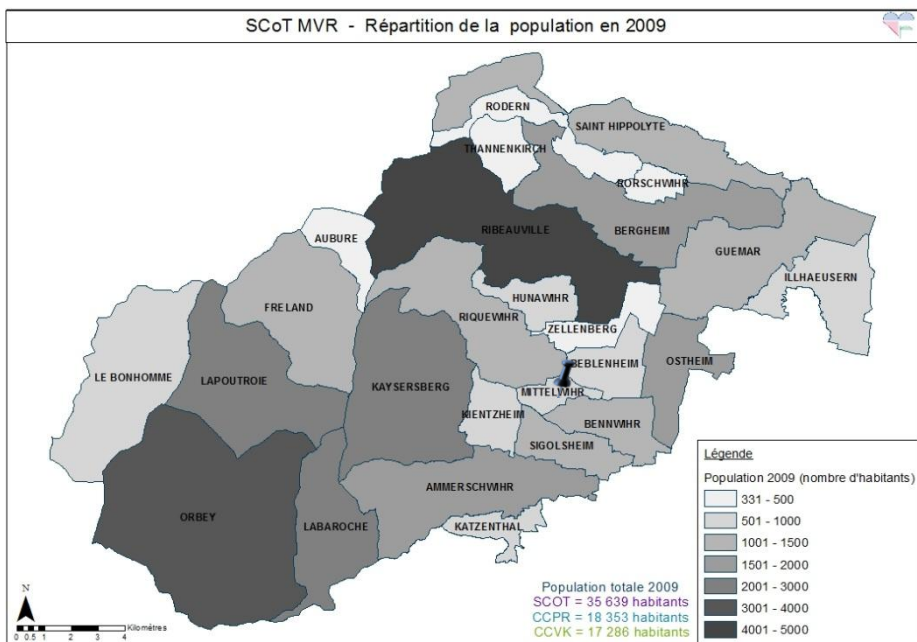 SCoT MVR - Répartition de la population en 2009
RODERN
SAINT HIPPOLYTE
THANNENKIRCH
RORSCHWIHR
AUBURE
RIBEAUVILLE
BERGHEIM
GUEMAR
ILLHAEUSERN
FRELAND
HUNAWIHR
RIQUEWIHR
ZELLENBERG
LE BONHOMME
LAPOUTROIE
KAYSERSBERG
BEBLENHEIM
OSTHEIM
MITTELWIHR
KIENTZHEIM
BENNWIHR
SIGOLSHEIM
AMMERSCHWIHR
ORBEY
LABAROCHE
KATZENTHAL
Légende
Population 2009 (nombre d'habitants)
331 - 500
501 - 1000
1001 - 1500
1501 - 2000
2001 - 3000
3001 - 4000
4001 - 5000
Population totale 2009
SCOT = 35 639 habitants
CCPR = 18 353 habitants
CCVK = 17 286 habitants
N
Kilomètres
0 0.5 1 2 3 4